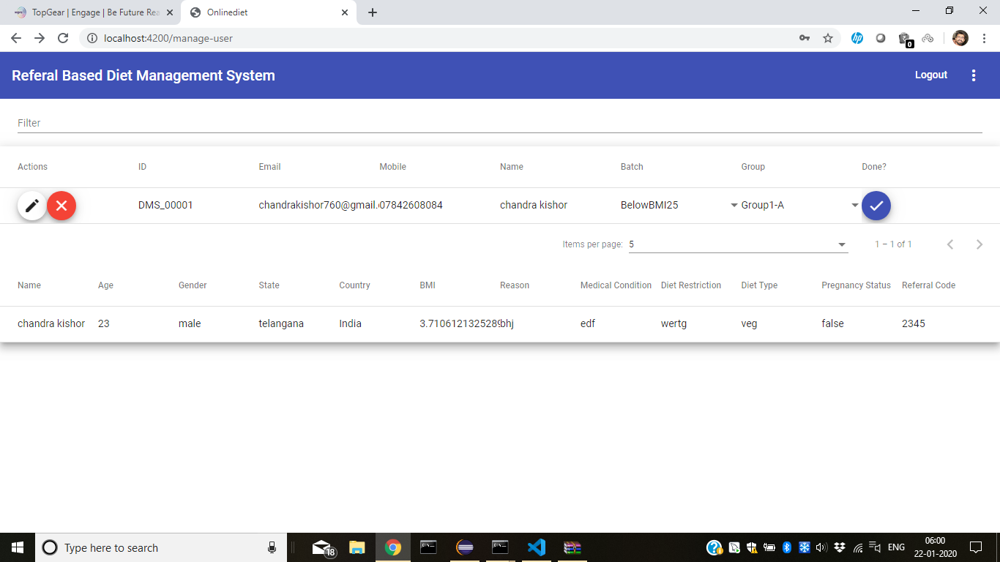 TopGear | Engage | Be Future Rea
Onlinediet
localhost:4200/manage-user
0
Referal Based Diet Management System
Logout
Filter
Actions ID Email Mobile Name Batch Group Done?
DMS_00001 chandrakishor760@gmail. 07842608084 chandra kishor BelowBMI25 Group1-A
Items per page: 5 1 – 1 of 1
Name Age Gender State Country BMI Reason Medical Condition Diet Restriction Diet Type Pregnancy Status Referral Code
chandra kishor 23 male telangana India 3.710612132528 bhj edf wertg veg false 2345
Type here to search
18
ENG
06:00
22-01-2020